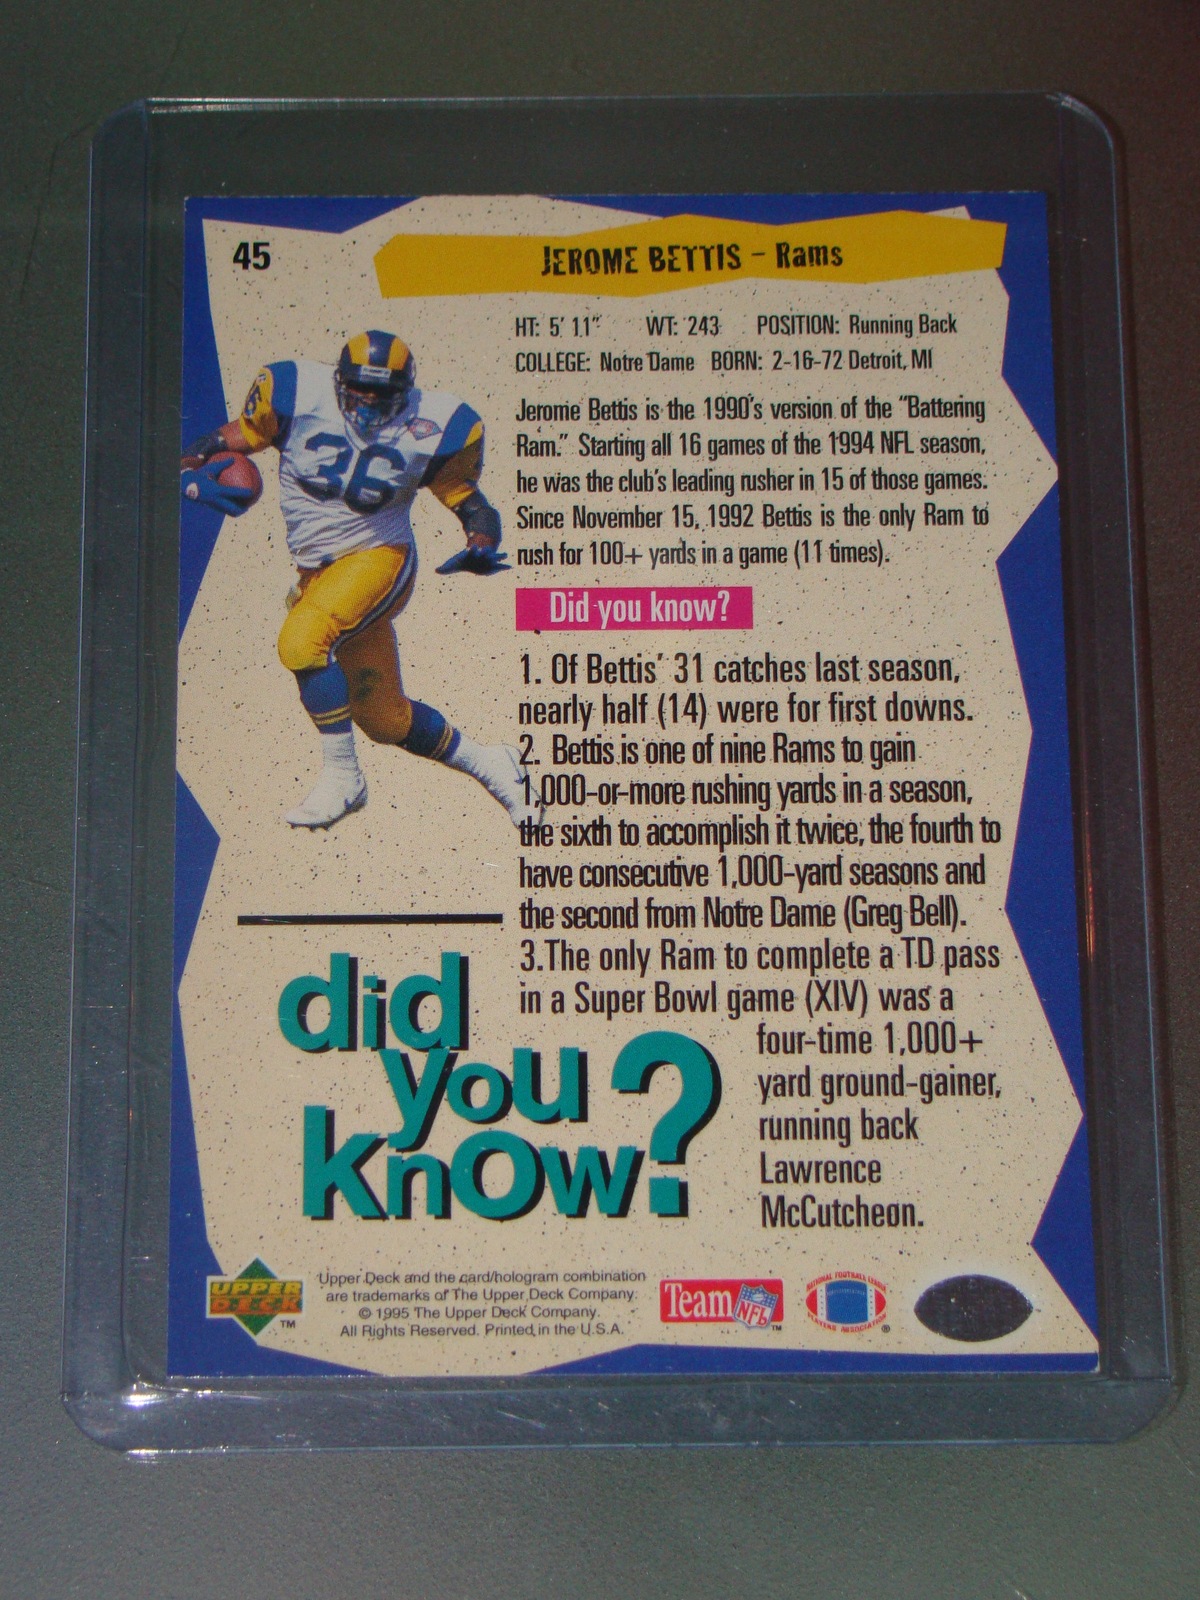 45
JEROME BETTIS - Rams
HT: 5' 11" WT: 243 POSITION: Running Back
COLLEGE: Notre Dame BORN: 2-16-72 Detroit, MI
Jerome Bettis is the 1990's version of the "Battering
Ram." Starting all 16 games of the 1994 NFL season,
he was the club's leading rusher in 15 of those games.
Since November 15, 1992 Bettis is the only Ram to
rush for 100+ yards in a game (11 times).
Did you know?
1. Of Bettis' 31 catches last season,
nearly half (14) were for first downs.
2. Bettis is one of nine Rams to gain
1,000-or-more rushing yards in a season,
the sixth to accomplish it twice, the fourth to
have consecutive 1,000-yard seasons and
the second from Notre Dame (Greg Bell).
3.The only Ram to complete a TD pass
in a Super Bowl game (XIV) was a
four-time 1,000+
yard ground-gainer,
running back
Lawrence
McCutcheon.
36
36
did
you
know?
UPPER
DECK
TM
Upper Deck and the card/hologram combination
are trademarks of The Upper Deck Company.
© 1995 The Upper Deck Company.
All Rights Reserved. Printed in the U.S.A.
Team NFL
TM
NATIONAL FOOTBALL LEAGUE
PLAYERS ASSOCIATION
®